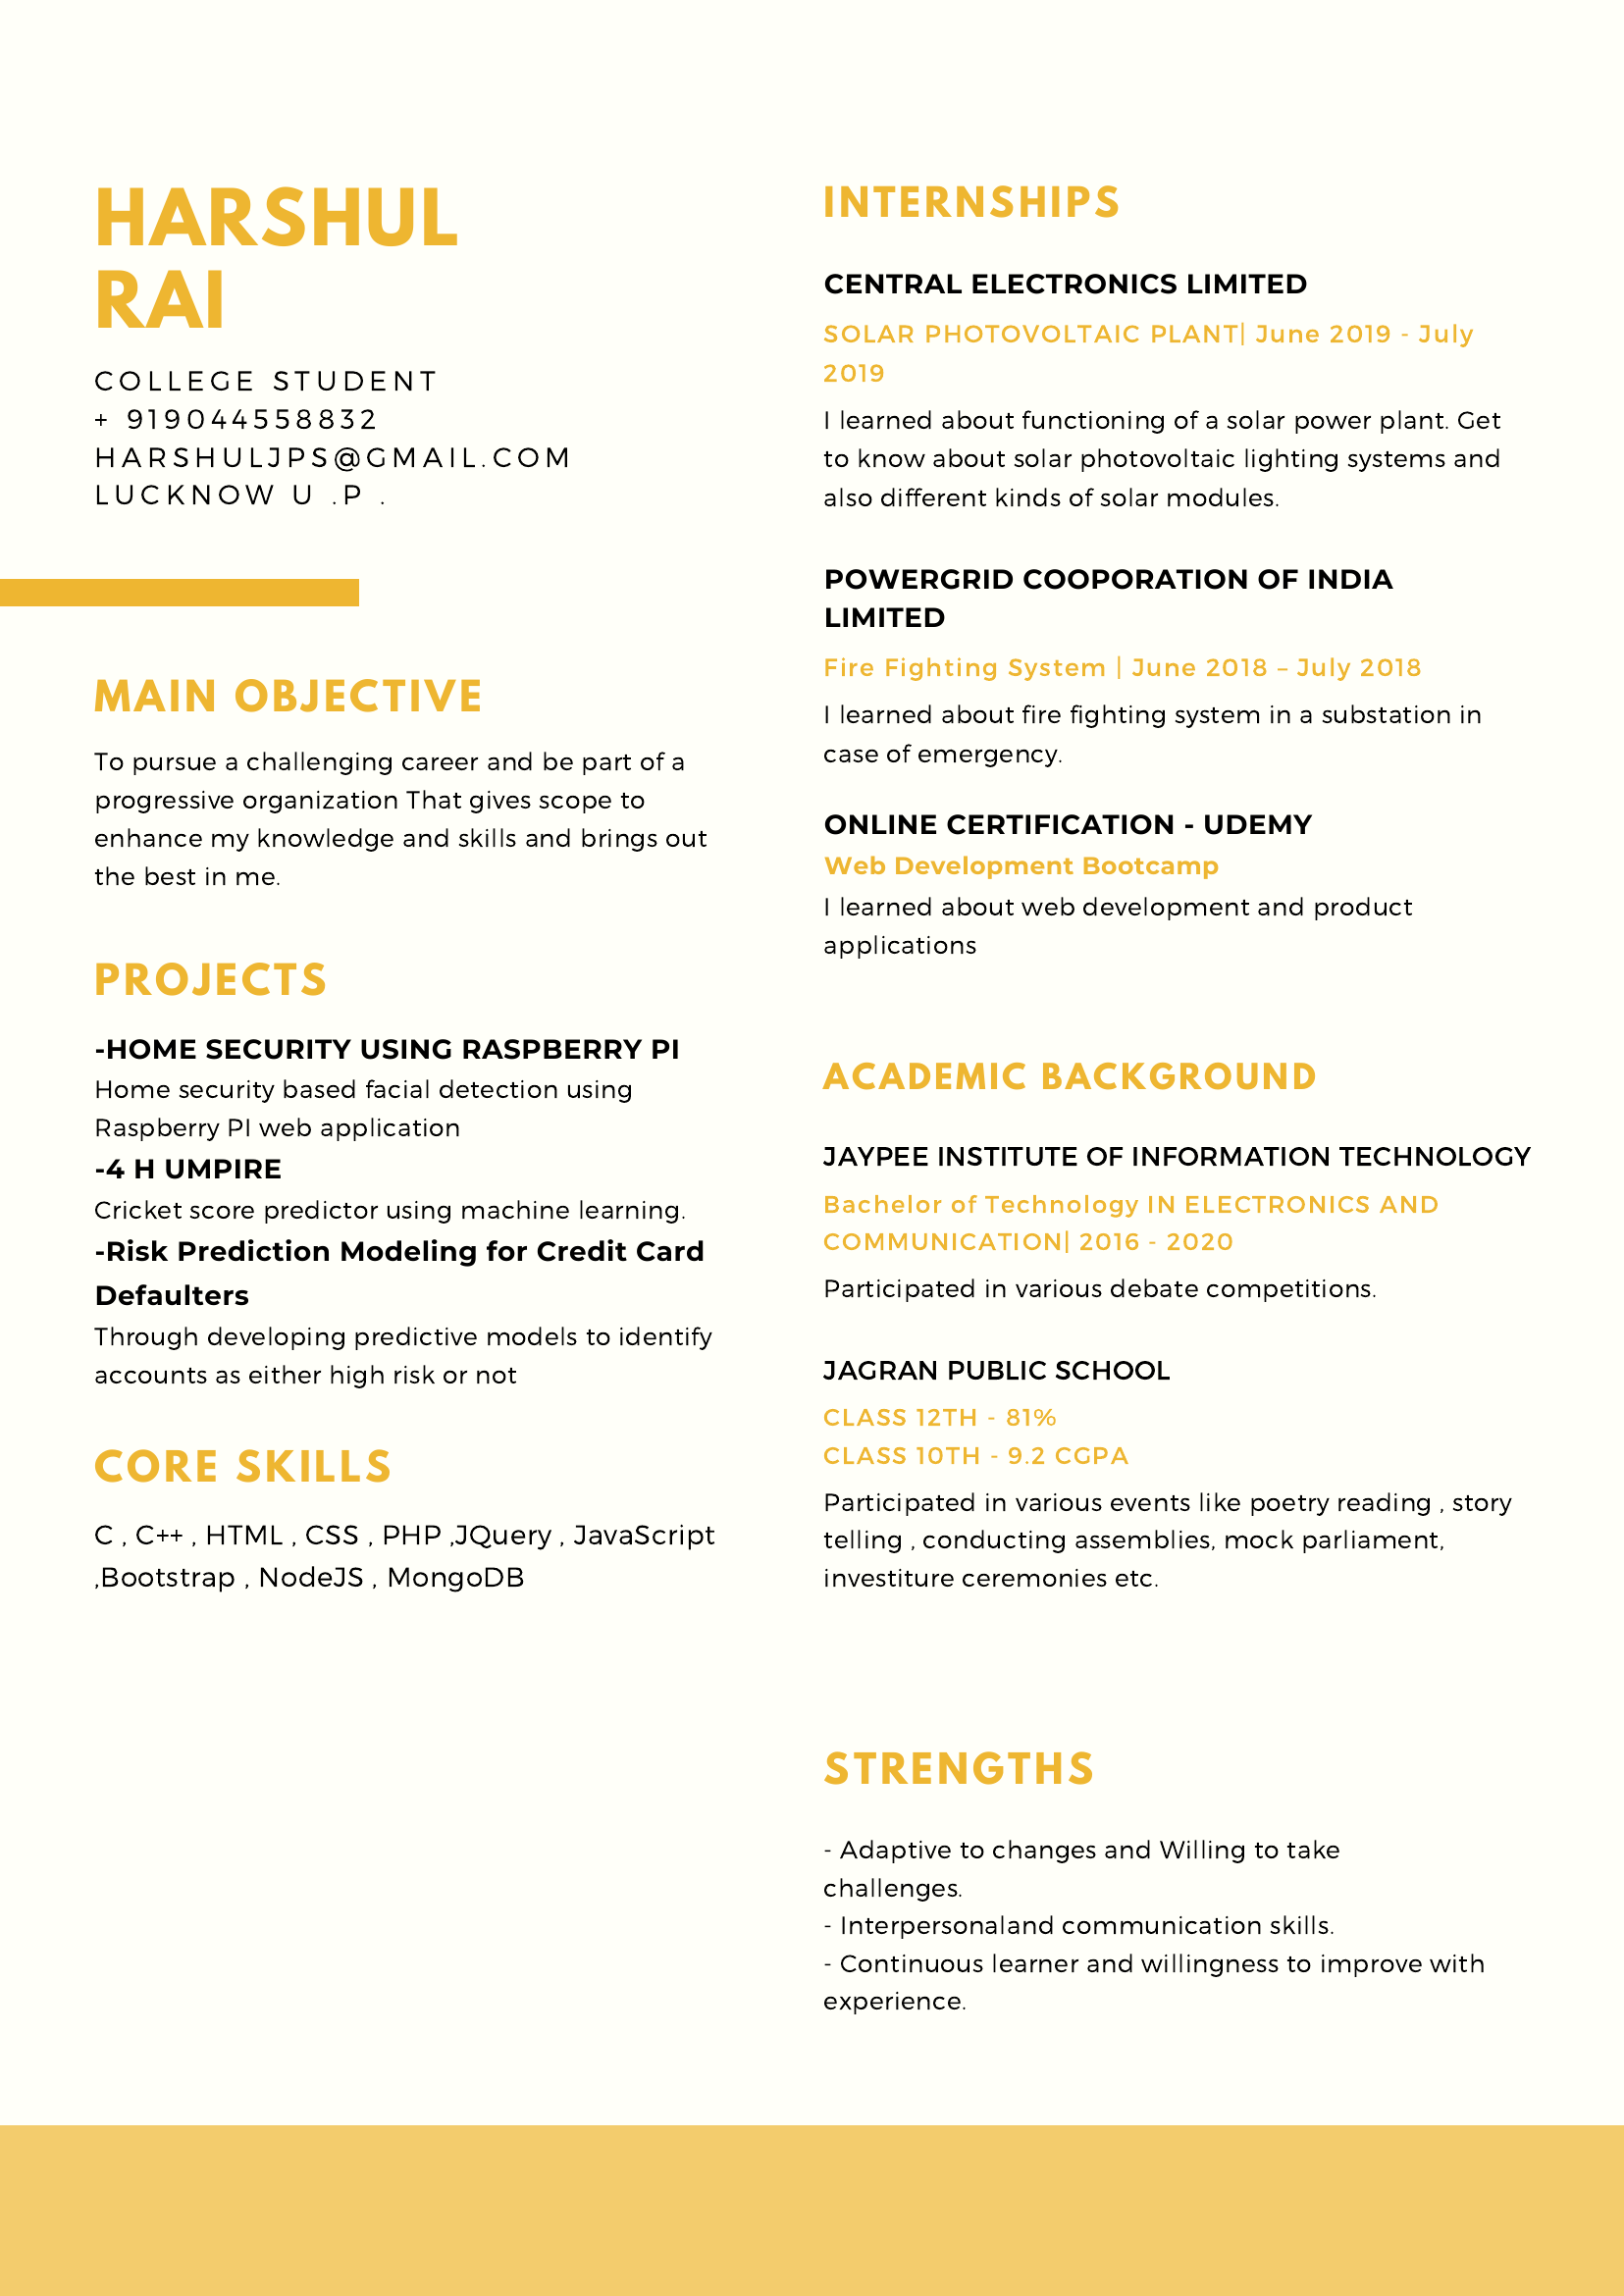 HARSHUL
RAI
COLLEGE STUDENT
+ 919044558832
HARSHULJPS@GMAIL.COM
LUCKNOW U .P .
MAIN OBJECTIVE
To pursue a challenging career and be part of a
progressive organization That gives scope to
enhance my knowledge and skills and brings out
the best in me.
PROJECTS
-HOME SECURITY USING RASPBERRY PI
Home security based facial detection using
Raspberry PI web application
-4 H UMPIRE
Cricket score predictor using machine learning.
-Risk Prediction Modeling for Credit Card
Defaulters
Through developing predictive models to identify
accounts as either high risk or not
CORE SKILLS
C , C++ , HTML , CSS , PHP ,JQuery , JavaScript
,Bootstrap , NodeJS , MongoDB
INTERNSHIPS
CENTRAL ELECTRONICS LIMITED
SOLAR PHOTOVOLTAIC PLANT| June 2019 - July
2019
I learned about functioning of a solar power plant. Get
to know about solar photovoltaic lighting systems and
also different kinds of solar modules.
POWERGRID COOPORATION OF INDIA
LIMITED
Fire Fighting System | June 2018 – July 2018
I learned about fire fighting system in a substation in
case of emergency.
ONLINE CERTIFICATION - UDEMY
Web Development Bootcamp
I learned about web development and product
applications
ACADEMIC BACKGROUND
JAYPEE INSTITUTE OF INFORMATION TECHNOLOGY
Bachelor of Technology IN ELECTRONICS AND
COMMUNICATION| 2016 - 2020
Participated in various debate competitions.
JAGRAN PUBLIC SCHOOL
CLASS 12TH - 81%
CLASS 10TH - 9.2 CGPA
Participated in various events like poetry reading , story
telling , conducting assemblies, mock parliament,
investiture ceremonies etc.
STRENGTHS
- Adaptive to changes and Willing to take
challenges.
- Interpersonaland communication skills.
- Continuous learner and willingness to improve with
experience.